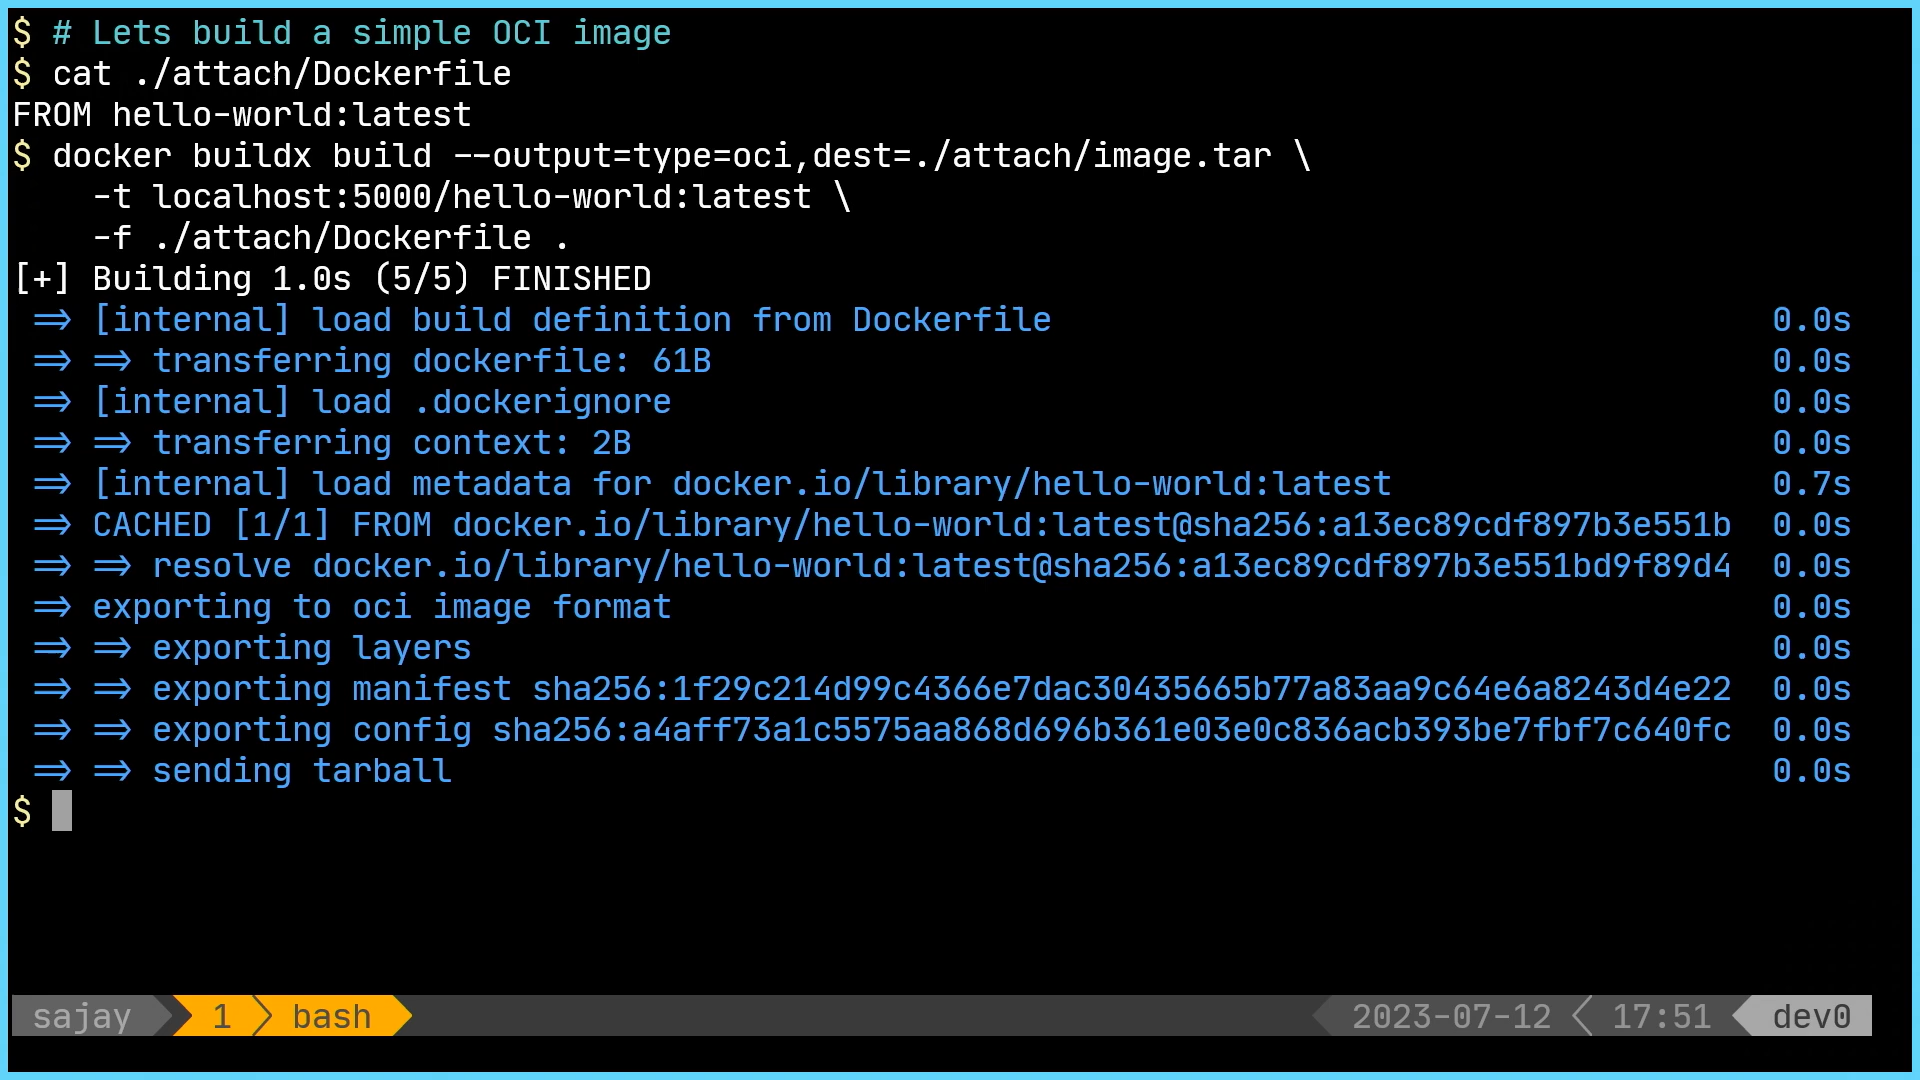 $ # Lets build a simple OCI image
$ cat ./attach/Dockerfile
FROM hello-world:latest
$ docker buildx build --output=type=oci,dest=./attach/image.tar \
    -t localhost:5000/hello-world:latest \
    -f ./attach/Dockerfile .
[+] Building 1.0s (5/5) FINISHED
 => [internal] load build definition from Dockerfile 0.0s
 => => transferring dockerfile: 61B 0.0s
 => [internal] load .dockerignore 0.0s
 => => transferring context: 2B 0.0s
 => [internal] load metadata for docker.io/library/hello-world:latest 0.7s
 => CACHED [1/1] FROM docker.io/library/hello-world:latest@sha256:a13ec89cdf897b3e551b 0.0s
 => => resolve docker.io/library/hello-world:latest@sha256:a13ec89cdf897b3e551bd9f89d4 0.0s
 => exporting to oci image format 0.0s
 => => exporting layers 0.0s
 => => exporting manifest sha256:1f29c214d99c4366e7dac30435665b77a83aa9c64e6a8243d4e22 0.0s
 => => exporting config sha256:a4aff73a1c5575aa868d696b361e03e0c836acb393be7fbf7c640fc 0.0s
 => => sending tarball 0.0s
$
sajay 1 bash 2023-07-12 17:51 dev0